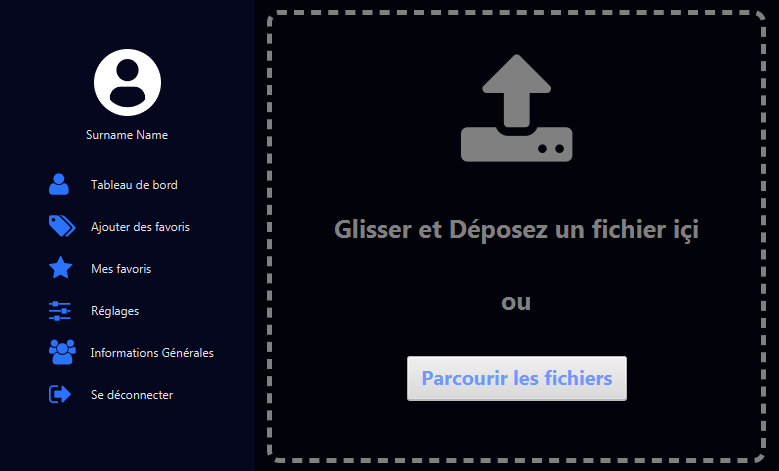 Surname Name
Tableau de bord
Ajouter des favoris
Mes favoris
Réglages
Informations Générales
Se déconnecter
Glisser et Déposez un fichier içi
ou
Parcourir les fichiers